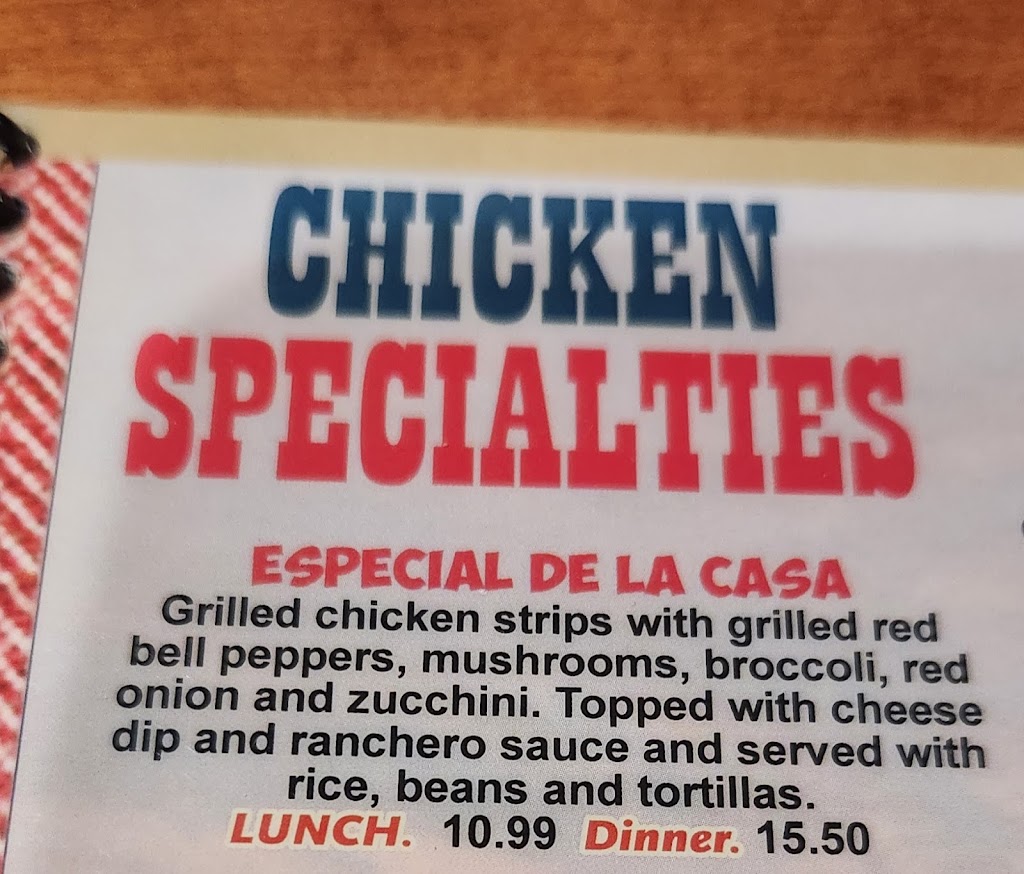 CHICKEN
SPECIALTIES
ESPECIAL DE LA CASA
Grilled chicken strips with grilled red
bell peppers, mushrooms, broccoli, red
onion and zucchini. Topped with cheese
dip and ranchero sauce and served with
rice, beans and tortillas.
LUNCH. 10.99 Dinner. 15.50